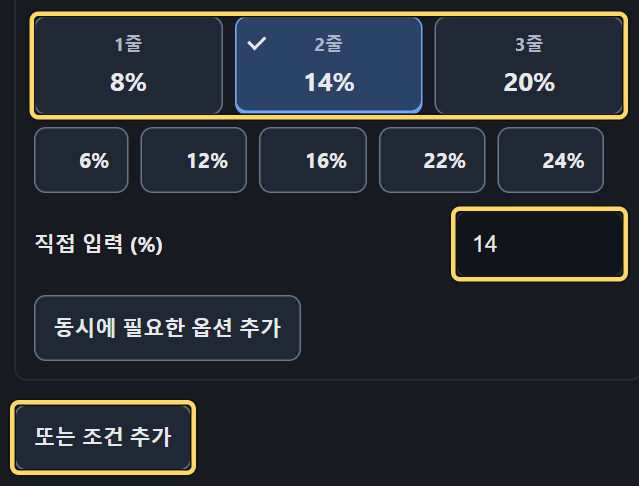 1줄 2줄 3줄
8% 14% 20%
6% 12% 16% 22% 24%
직접 입력 (%) 14
동시에 필요한 옵션 추가
또는 조건 추가